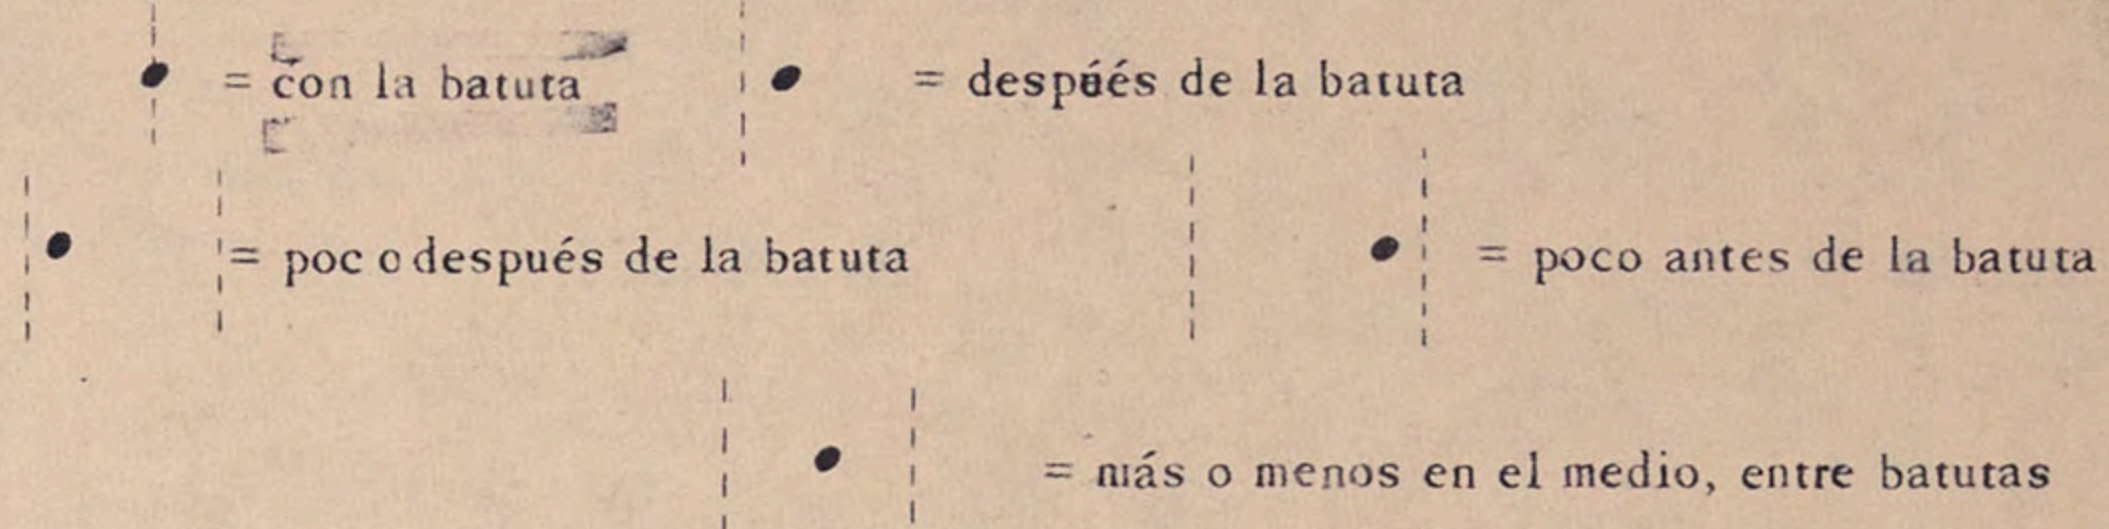 = con la batuta = después de la batuta
= poc o después de la batuta = poco antes de la batuta
= más o menos en el medio, entre batutas